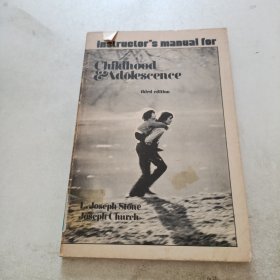 instructor's manual for
Childhood
& Adolescence
third edition
L. Joseph Stone
Joseph Church